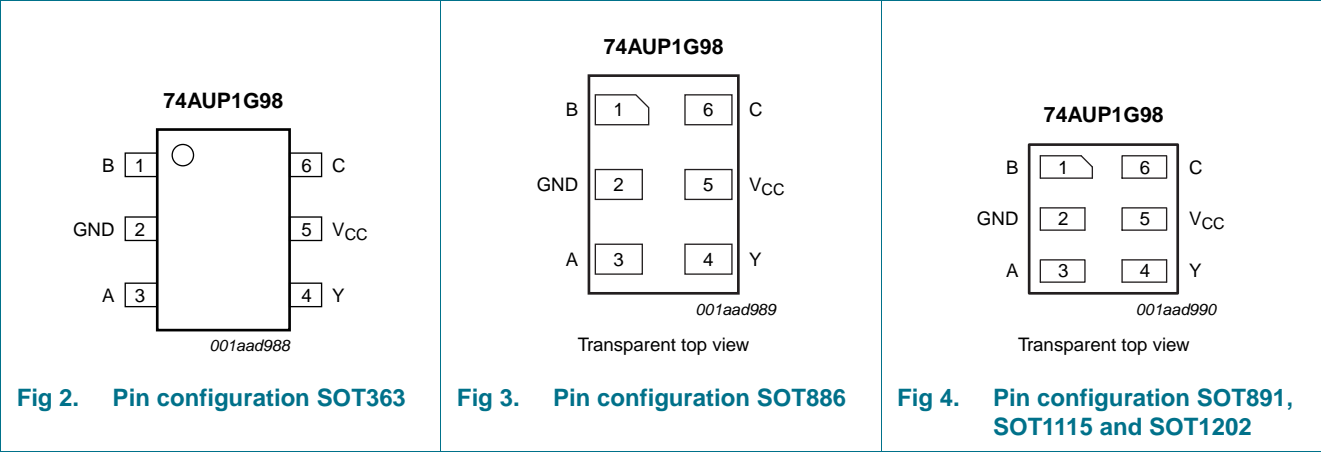 74AUP1G98
B 1 6 C
GND 2 5 VCC
A 3 4 Y
001aad988
Fig 2. Pin configuration SOT363
74AUP1G98
B 1 6 C
GND 2 5 VCC
A 3 4 Y
001aad989
Transparent top view
Fig 3. Pin configuration SOT886
74AUP1G98
B 1 6 C
GND 2 5 VCC
A 3 4 Y
001aad990
Transparent top view
Fig 4. Pin configuration SOT891,
SOT1115 and SOT1202